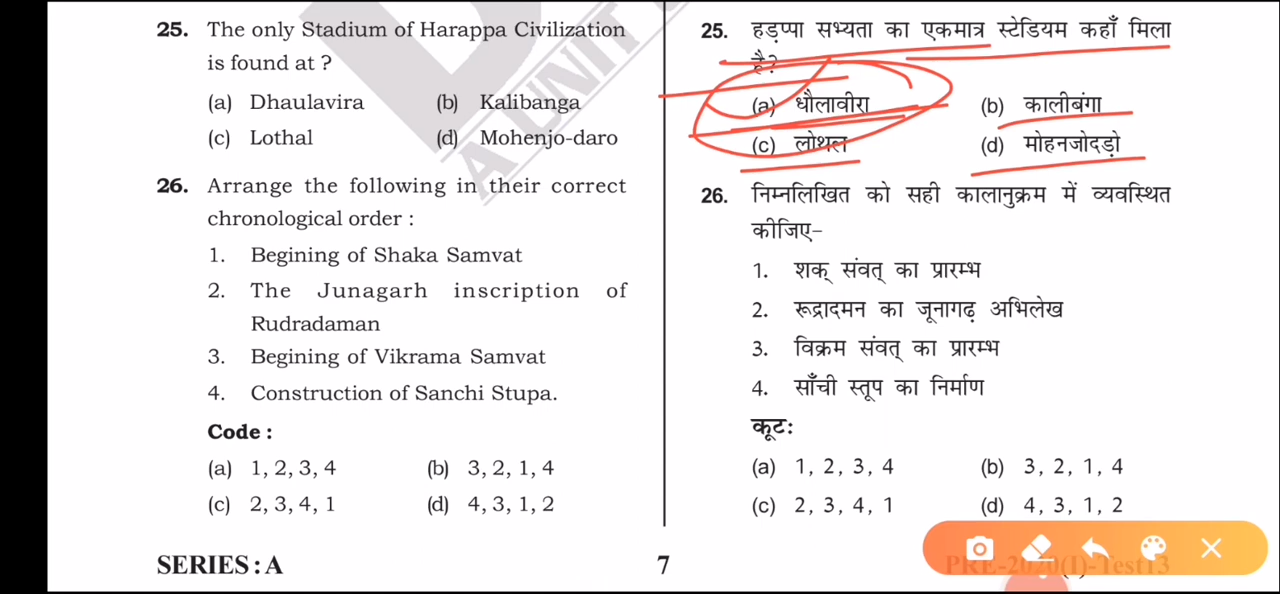 25. The only Stadium of Harappa Civilization
is found at ?
(a) Dhaulavira (b) Kalibanga
(c) Lothal (d) Mohenjo-daro
26. Arrange the following in their correct
chronological order :
1. Begining of Shaka Samvat
2. The Junagarh inscription of
Rudradaman
3. Begining of Vikrama Samvat
4. Construction of Sanchi Stupa.
Code :
(a) 1, 2, 3, 4 (b) 3, 2, 1, 4
(c) 2, 3, 4, 1 (d) 4, 3, 1, 2
25. हड़प्पा सभ्यता का एकमात्र स्टेडियम कहाँ मिला
है?
(a) धौलावीरा (b) कालीबंगा
(c) लोथल (d) मोहनजोदड़ो
26. निम्नलिखित को सही कालानुक्रम में व्यवस्थित
कीजिए–
1. शक् संवत् का प्रारम्भ
2. रूद्रादमन का जूनागढ़ अभिलेख
3. विक्रम संवत् का प्रारम्भ
4. साँची स्तूप का निर्माण
कूटः
(a) 1, 2, 3, 4 (b) 3, 2, 1, 4
(c) 2, 3, 4, 1 (d) 4, 3, 1, 2
SERIES : A 7 PRE-2020(I)-Test13
A UNIT